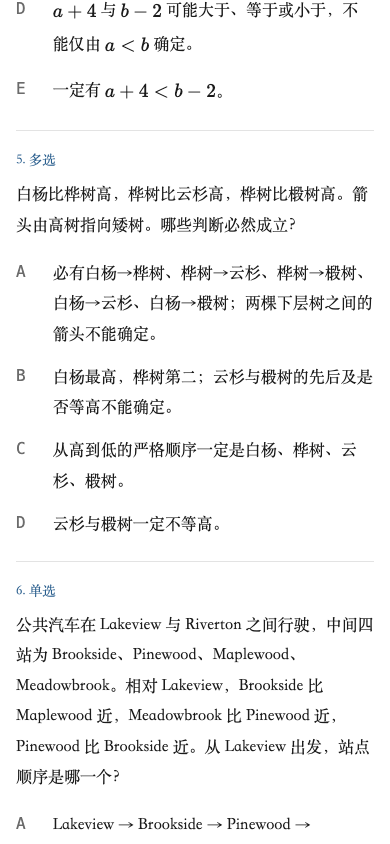 D a + 4 与 b − 2 可能大于、等于或小于，不
能仅由 a < b 确定。
E 一定有 a + 4 < b − 2。
5. 多选
白杨比桦树高，桦树比云杉高，桦树比椴树高。箭
头由高树指向矮树。哪些判断必然成立？
A 必有白杨→桦树、桦树→云杉、桦树→椴树、
白杨→云杉、白杨→椴树；两棵下层树之间的
箭头不能确定。
B 白杨最高，桦树第二；云杉与椴树的先后及是
否等高不能确定。
C 从高到低的严格顺序一定是白杨、桦树、云
杉、椴树。
D 云杉与椴树一定不等高。
6. 单选
公共汽车在 Lakeview 与 Riverton 之间行驶，中间四
站为 Brookside、Pinewood、Maplewood、
Meadowbrook。相对 Lakeview，Brookside 比
Maplewood 近，Meadowbrook 比 Pinewood 近，
Pinewood 比 Brookside 近。从 Lakeview 出发，站点
顺序是哪一个？
A Lakeview → Brookside → Pinewood →